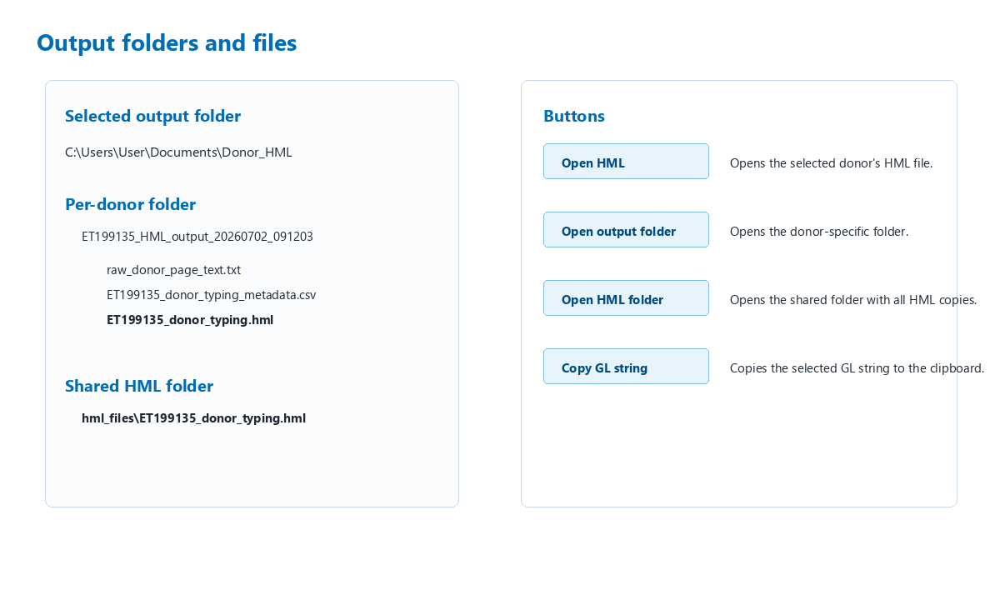 Output folders and files
Selected output folder
C:\Users\User\Documents\Donor_HML
Per-donor folder
ET199135_HML_output_20260702_091203
raw_donor_page_text.txt
ET199135_donor_typing_metadata.csv
ET199135_donor_typing.hml
Shared HML folder
hml_files\ET199135_donor_typing.hml
Buttons
Open HML
Opens the selected donor's HML file.
Open output folder
Opens the donor-specific folder.
Open HML folder
Opens the shared folder with all HML copies.
Copy GL string
Copies the selected GL string to the clipboard.